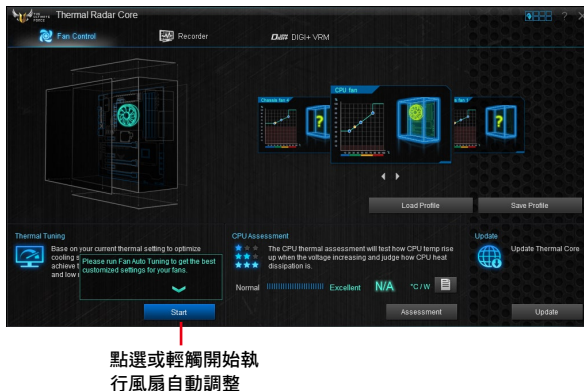 THE ULTIMATE FORCE
Thermal Radar Core
Fan Control
Recorder
DIGI+ VRM
CPU fan
Load Profile
Save Profile
Thermal Tuning
Base on your current thermal setting to optimize
cooling s
achieve t
and low n
Please run Fan Auto Tuning to get the best
customized settings for your fans.
Start
CPU Assessment
The CPU thermal assessment will test how CPU temp rise
up when the voltage increasing and judge how CPU heat
dissipation is.
Normal
Excellent
N/A
°C / W
Assessment
Update
Update Thermal Core
Update
點選或輕觸開始執
行風扇自動調整